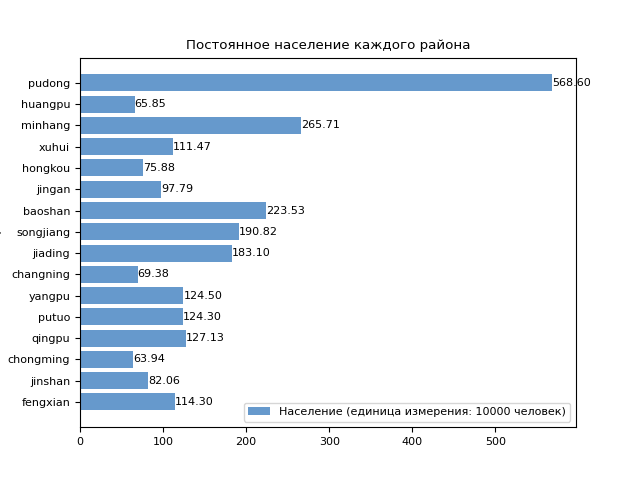 Постоянное население каждого района
pudong 568.60
huangpu 65.85
minhang 265.71
xuhui 111.47
hongkou 75.88
jingan 97.79
baoshan 223.53
songjiang 190.82
jiading 183.10
changning 69.38
yangpu 124.50
putuo 124.30
qingpu 127.13
chongming 63.94
jinshan 82.06
fengxian 114.30
Население (единица измерения: 10000 человек)
0 100 200 300 400 500